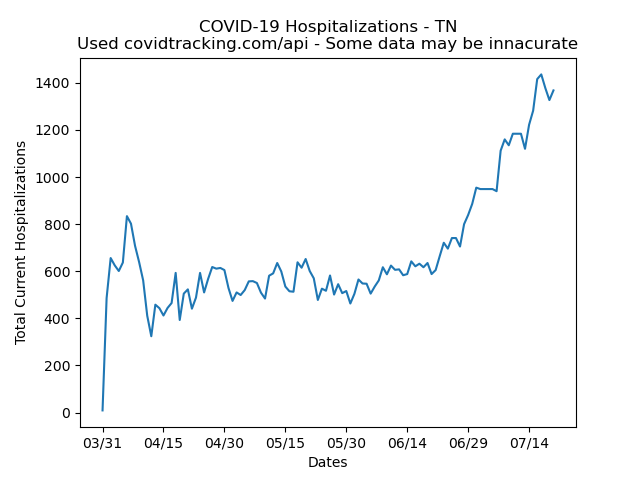 COVID-19 Hospitalizations - TN
Used covidtracking.com/api - Some data may be innacurate
1400
1200
1000
800
600
400
200
0
Total Current Hospitalizations
03/31 04/15 04/30 05/15 05/30 06/14 06/29 07/14
Dates